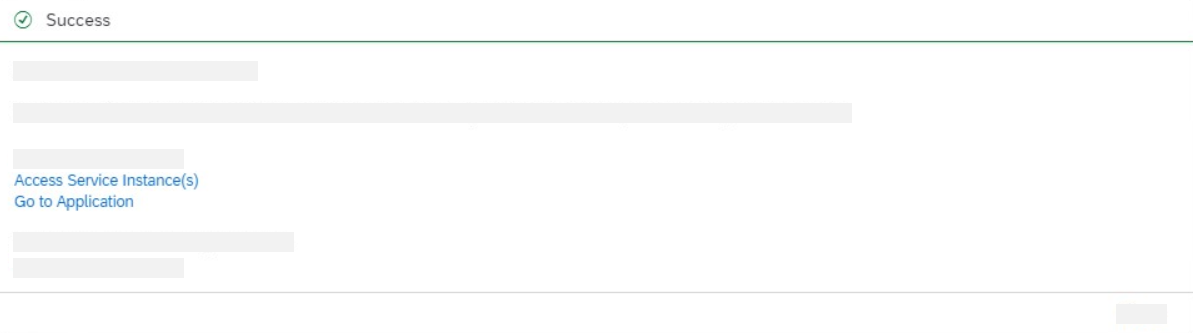 Success
Access Service Instance(s)
Go to Application